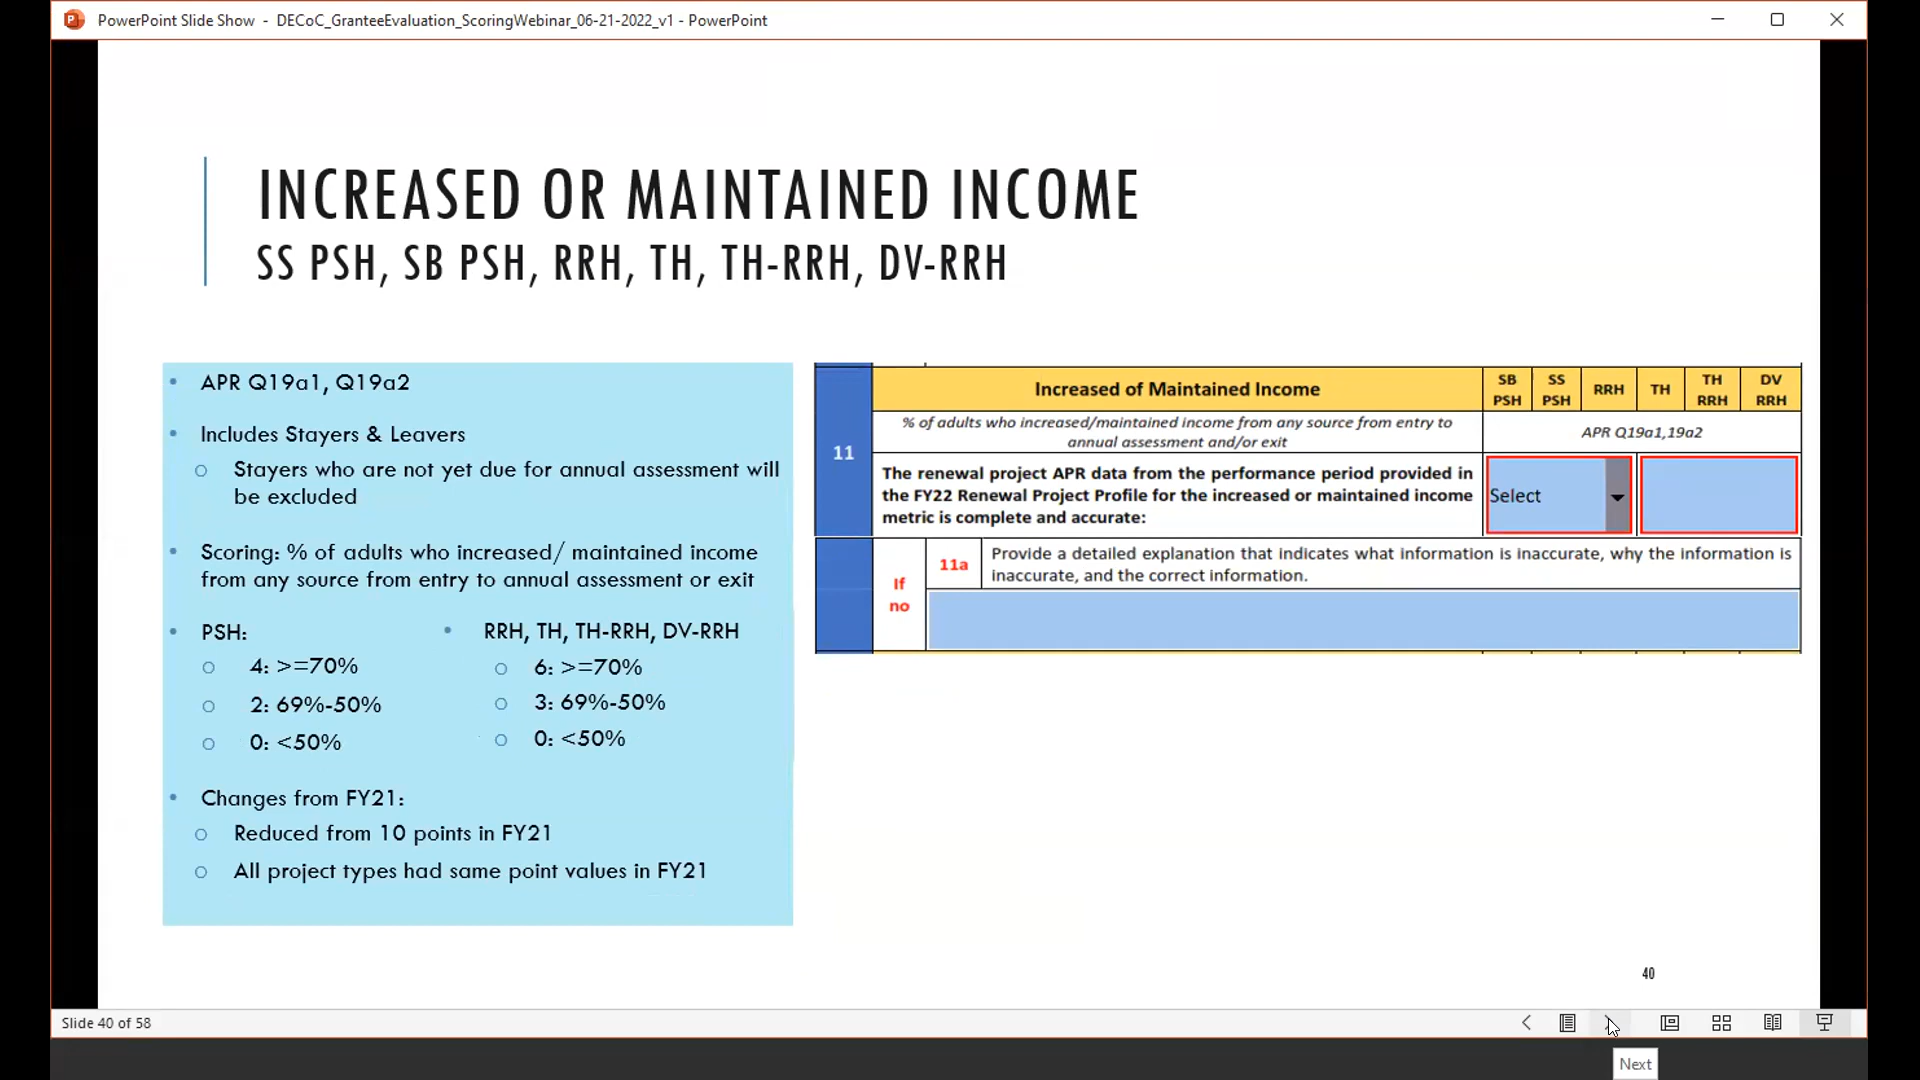 PowerPoint Slide Show - DECoC_GranteeEvaluation_ScoringWebinar_06-21-2022_v1 - PowerPoint
INCREASED OR MAINTAINED INCOME
SS PSH, SB PSH, RRH, TH, TH-RRH, DV-RRH
• APR Q19a1, Q19a2
• Includes Stayers & Leavers
○ Stayers who are not yet due for annual assessment will
be excluded
• Scoring: % of adults who increased/ maintained income
from any source from entry to annual assessment or exit
• PSH:
○ 4: >=70%
○ 2: 69%-50%
○ 0: <50%
• RRH, TH, TH-RRH, DV-RRH
○ 6: >=70%
○ 3: 69%-50%
○ 0: <50%
• Changes from FY21:
○ Reduced from 10 points in FY21
○ All project types had same point values in FY21
11
Increased of Maintained Income
SB
PSH
SS
PSH
RRH
TH
TH
RRH
DV
RRH
% of adults who increased/maintained income from any source from entry to
annual assessment and/or exit
APR Q19a1,19a2
The renewal project APR data from the performance period provided in
the FY22 Renewal Project Profile for the increased or maintained income
metric is complete and accurate:
Select
If
no
11a
Provide a detailed explanation that indicates what information is inaccurate, why the information is
inaccurate, and the correct information.
40
Slide 40 of 58
Next